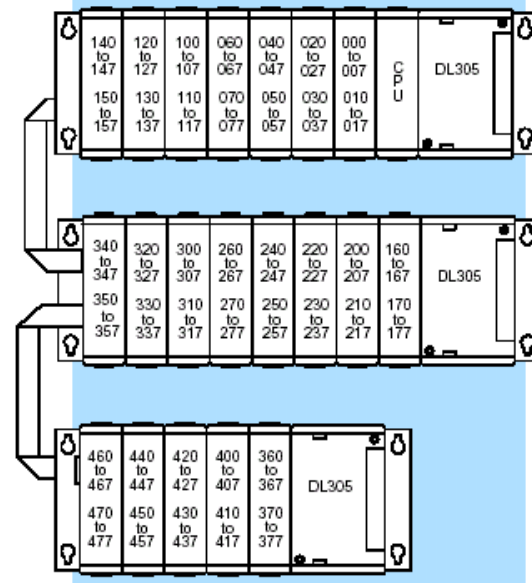 140 120 100 060 040 020 000
to to to to to to to
147 127 107 067 047 027 007
150 130 110 070 050 030 010
to to to to to to to
157 137 117 077 057 037 017
CPU
DL305
340 320 300 260 240 220 200 160
to to to to to to to to
347 327 307 267 247 227 207 167
350 330 310 270 250 230 210 170
to to to to to to to to
357 337 317 277 257 237 217 177
DL305
460 440 420 400 360
to to to to to
467 447 427 407 367
470 450 430 410 370
to to to to to
477 457 437 417 377
DL305